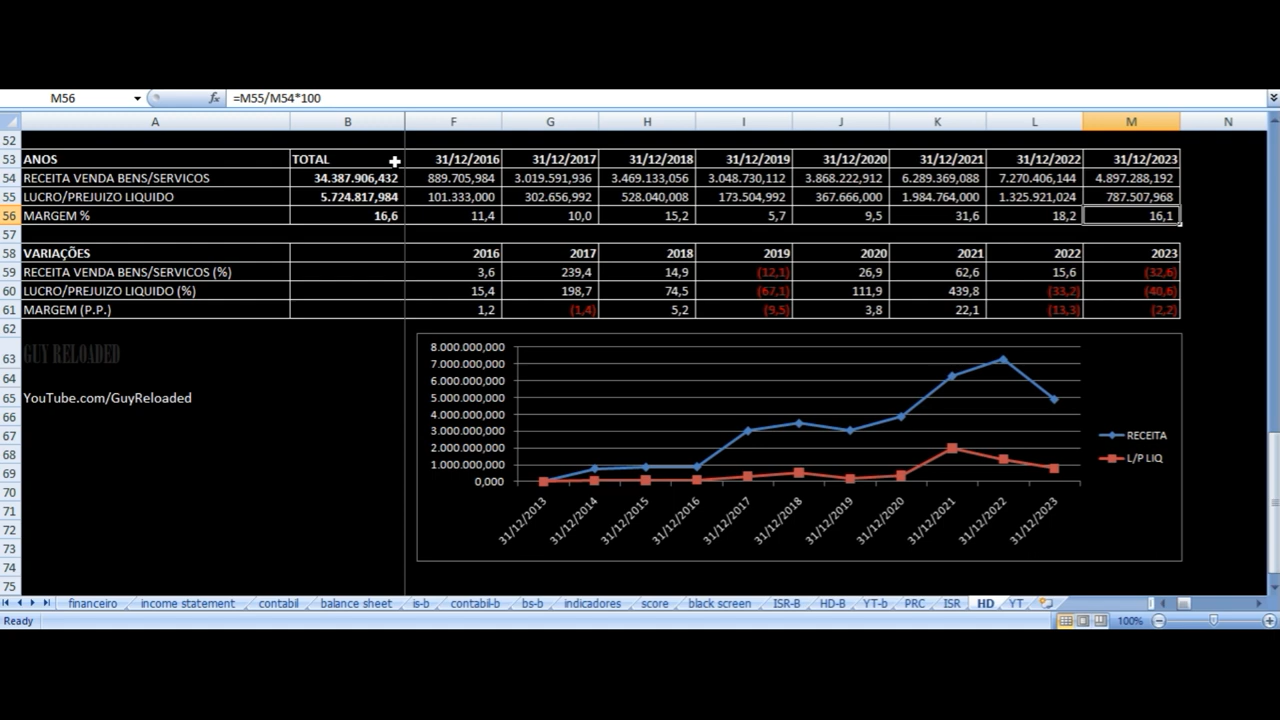 M56 fx =M55/M54*100
A B F G H I J K L M N
52
53 ANOS TOTAL 31/12/2016 31/12/2017 31/12/2018 31/12/2019 31/12/2020 31/12/2021 31/12/2022 31/12/2023
54 RECEITA VENDA BENS/SERVICOS 34.387.906,432 889.705,984 3.019.591,936 3.469.133,056 3.048.730,112 3.868.222,912 6.289.369,088 7.270.406,144 4.897.288,192
55 LUCRO/PREJUIZO LIQUIDO 5.724.817,984 101.333,000 302.656,992 528.040,008 173.504,992 367.666,000 1.984.764,000 1.325.921,024 787.507,968
56 MARGEM % 16,6 11,4 10,0 15,2 5,7 9,5 31,6 18,2 16,1
57
58 VARIAÇÕES 2016 2017 2018 2019 2020 2021 2022 2023
59 RECEITA VENDA BENS/SERVICOS (%) 3,6 239,4 14,9 (12,1) 26,9 62,6 15,6 (32,6)
60 LUCRO/PREJUIZO LIQUIDO (%) 15,4 198,7 74,5 (67,1) 111,9 439,8 (33,2) (40,6)
61 MARGEM (P.P.) 1,2 (1,4) 5,2 (9,5) 3,8 22,1 (13,3) (2,2)
62
63 GUY RELOADED
64
65 YouTube.com/GuyReloaded
66
67
68
69
70
71
72
73
74
75
8.000.000,000
7.000.000,000
6.000.000,000
5.000.000,000
4.000.000,000
3.000.000,000
2.000.000,000
1.000.000,000
0,000
31/12/2013 31/12/2014 31/12/2015 31/12/2016 31/12/2017 31/12/2018 31/12/2019 31/12/2020 31/12/2021 31/12/2022 31/12/2023
RECEITA
L/P LIQ
financeiro income statement contabil balance sheet is-b contabil-b bs-b indicadores score black screen ISR-B HD-B YT-b PRC ISR HD YT
Ready 100%